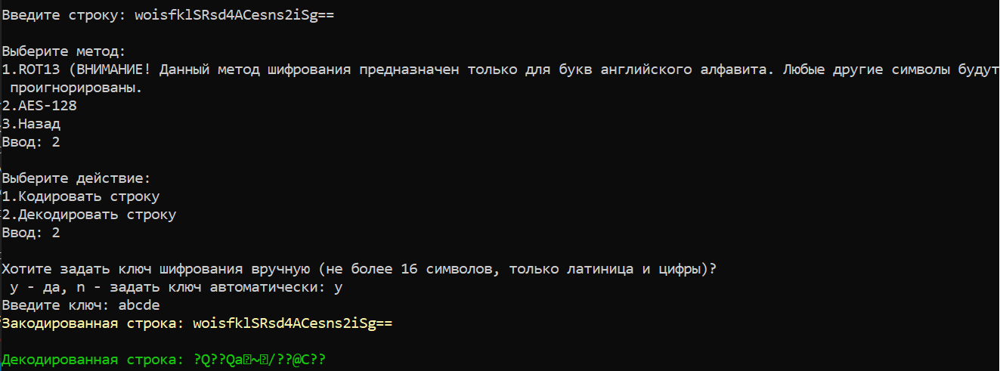 Введите строку: woisfklSRsd4ACesns2iSg==
Выберите метод:
1.ROT13 (ВНИМАНИЕ! Данный метод шифрования предназначен только для букв английского алфавита. Любые другие символы будут
проигнорированы.
2.AES-128
3.Назад
Ввод: 2
Выберите действие:
1.Кодировать строку
2.Декодировать строку
Ввод: 2
Хотите задать ключ шифрования вручную (не более 16 символов, только латиница и цифры)?
y - да, n - задать ключ автоматически: y
Введите ключ: abcde
Закодированная строка: woisfklSRsd4ACesns2iSg==
Декодированная строка: ?Q??Qa⍰~⍰/??@C??